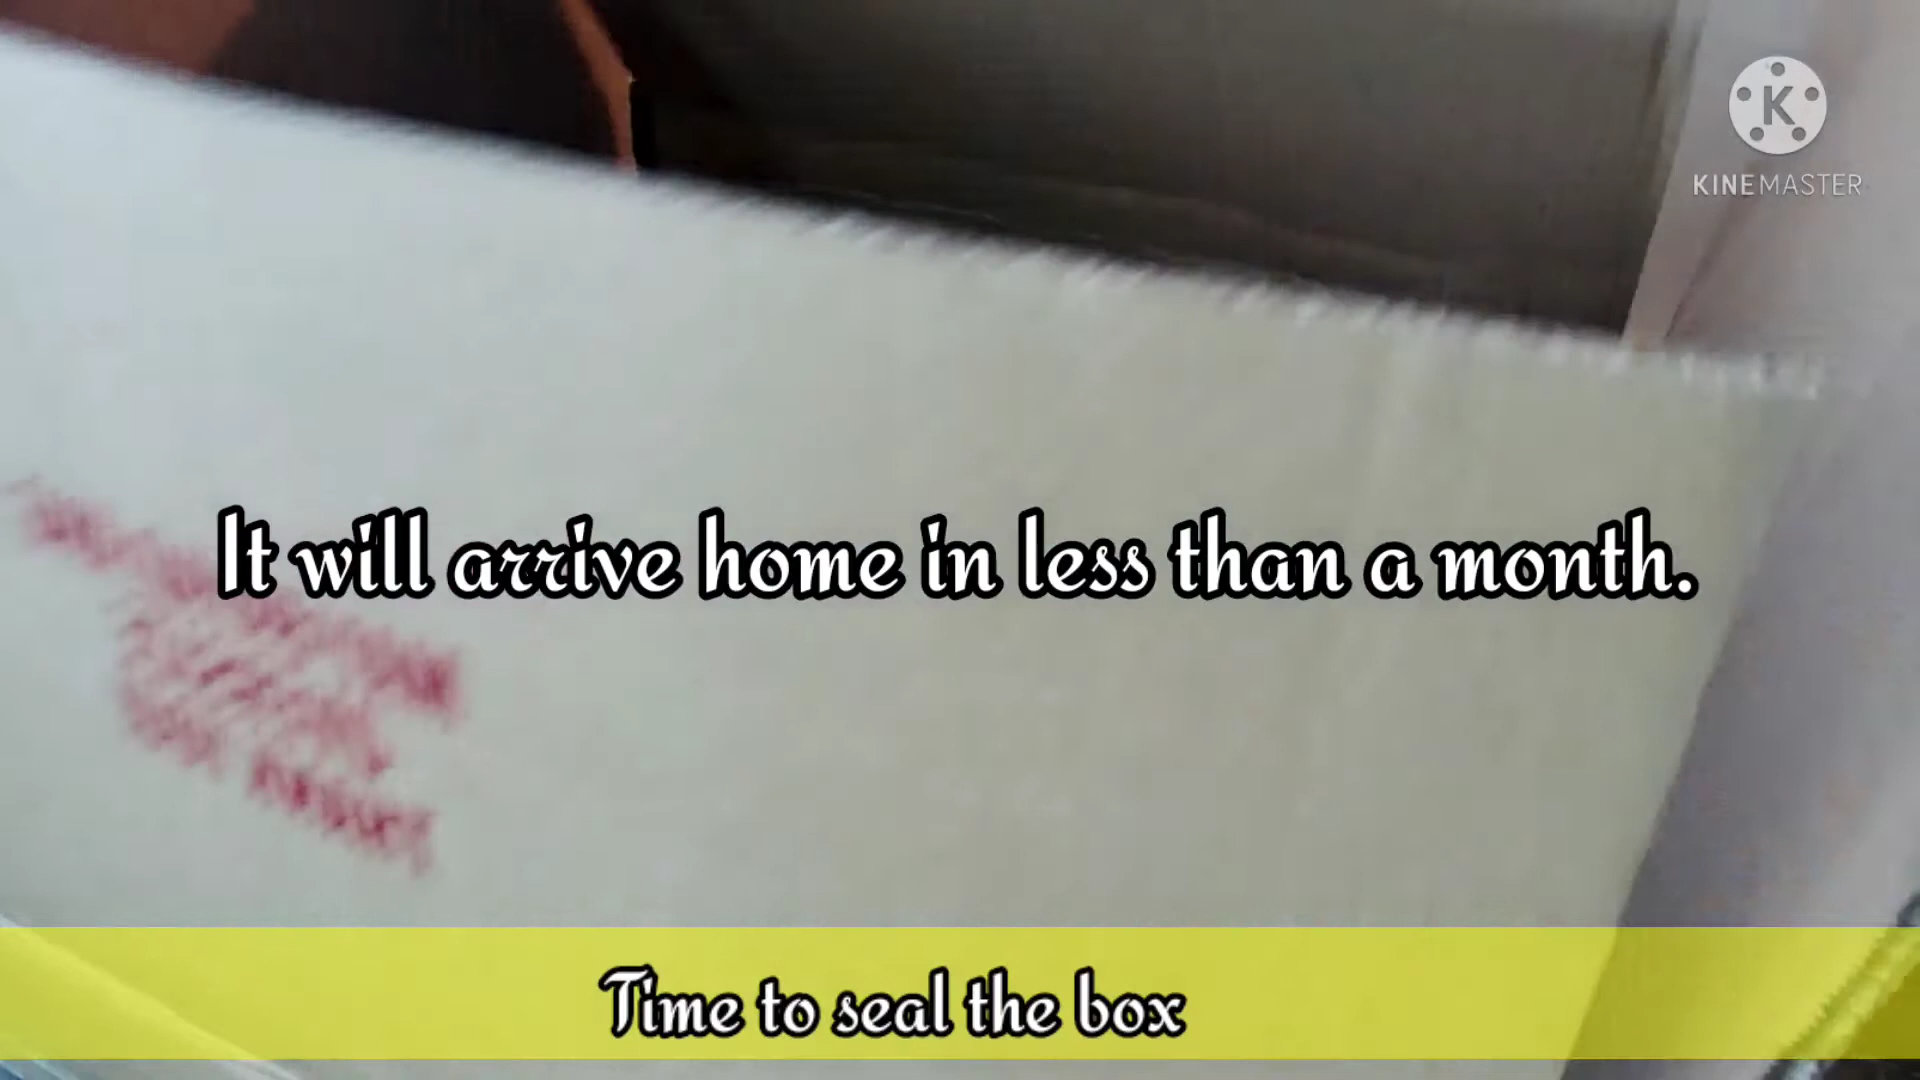 KINEMASTER
It will arrive home in less than a month.
Time to seal the box